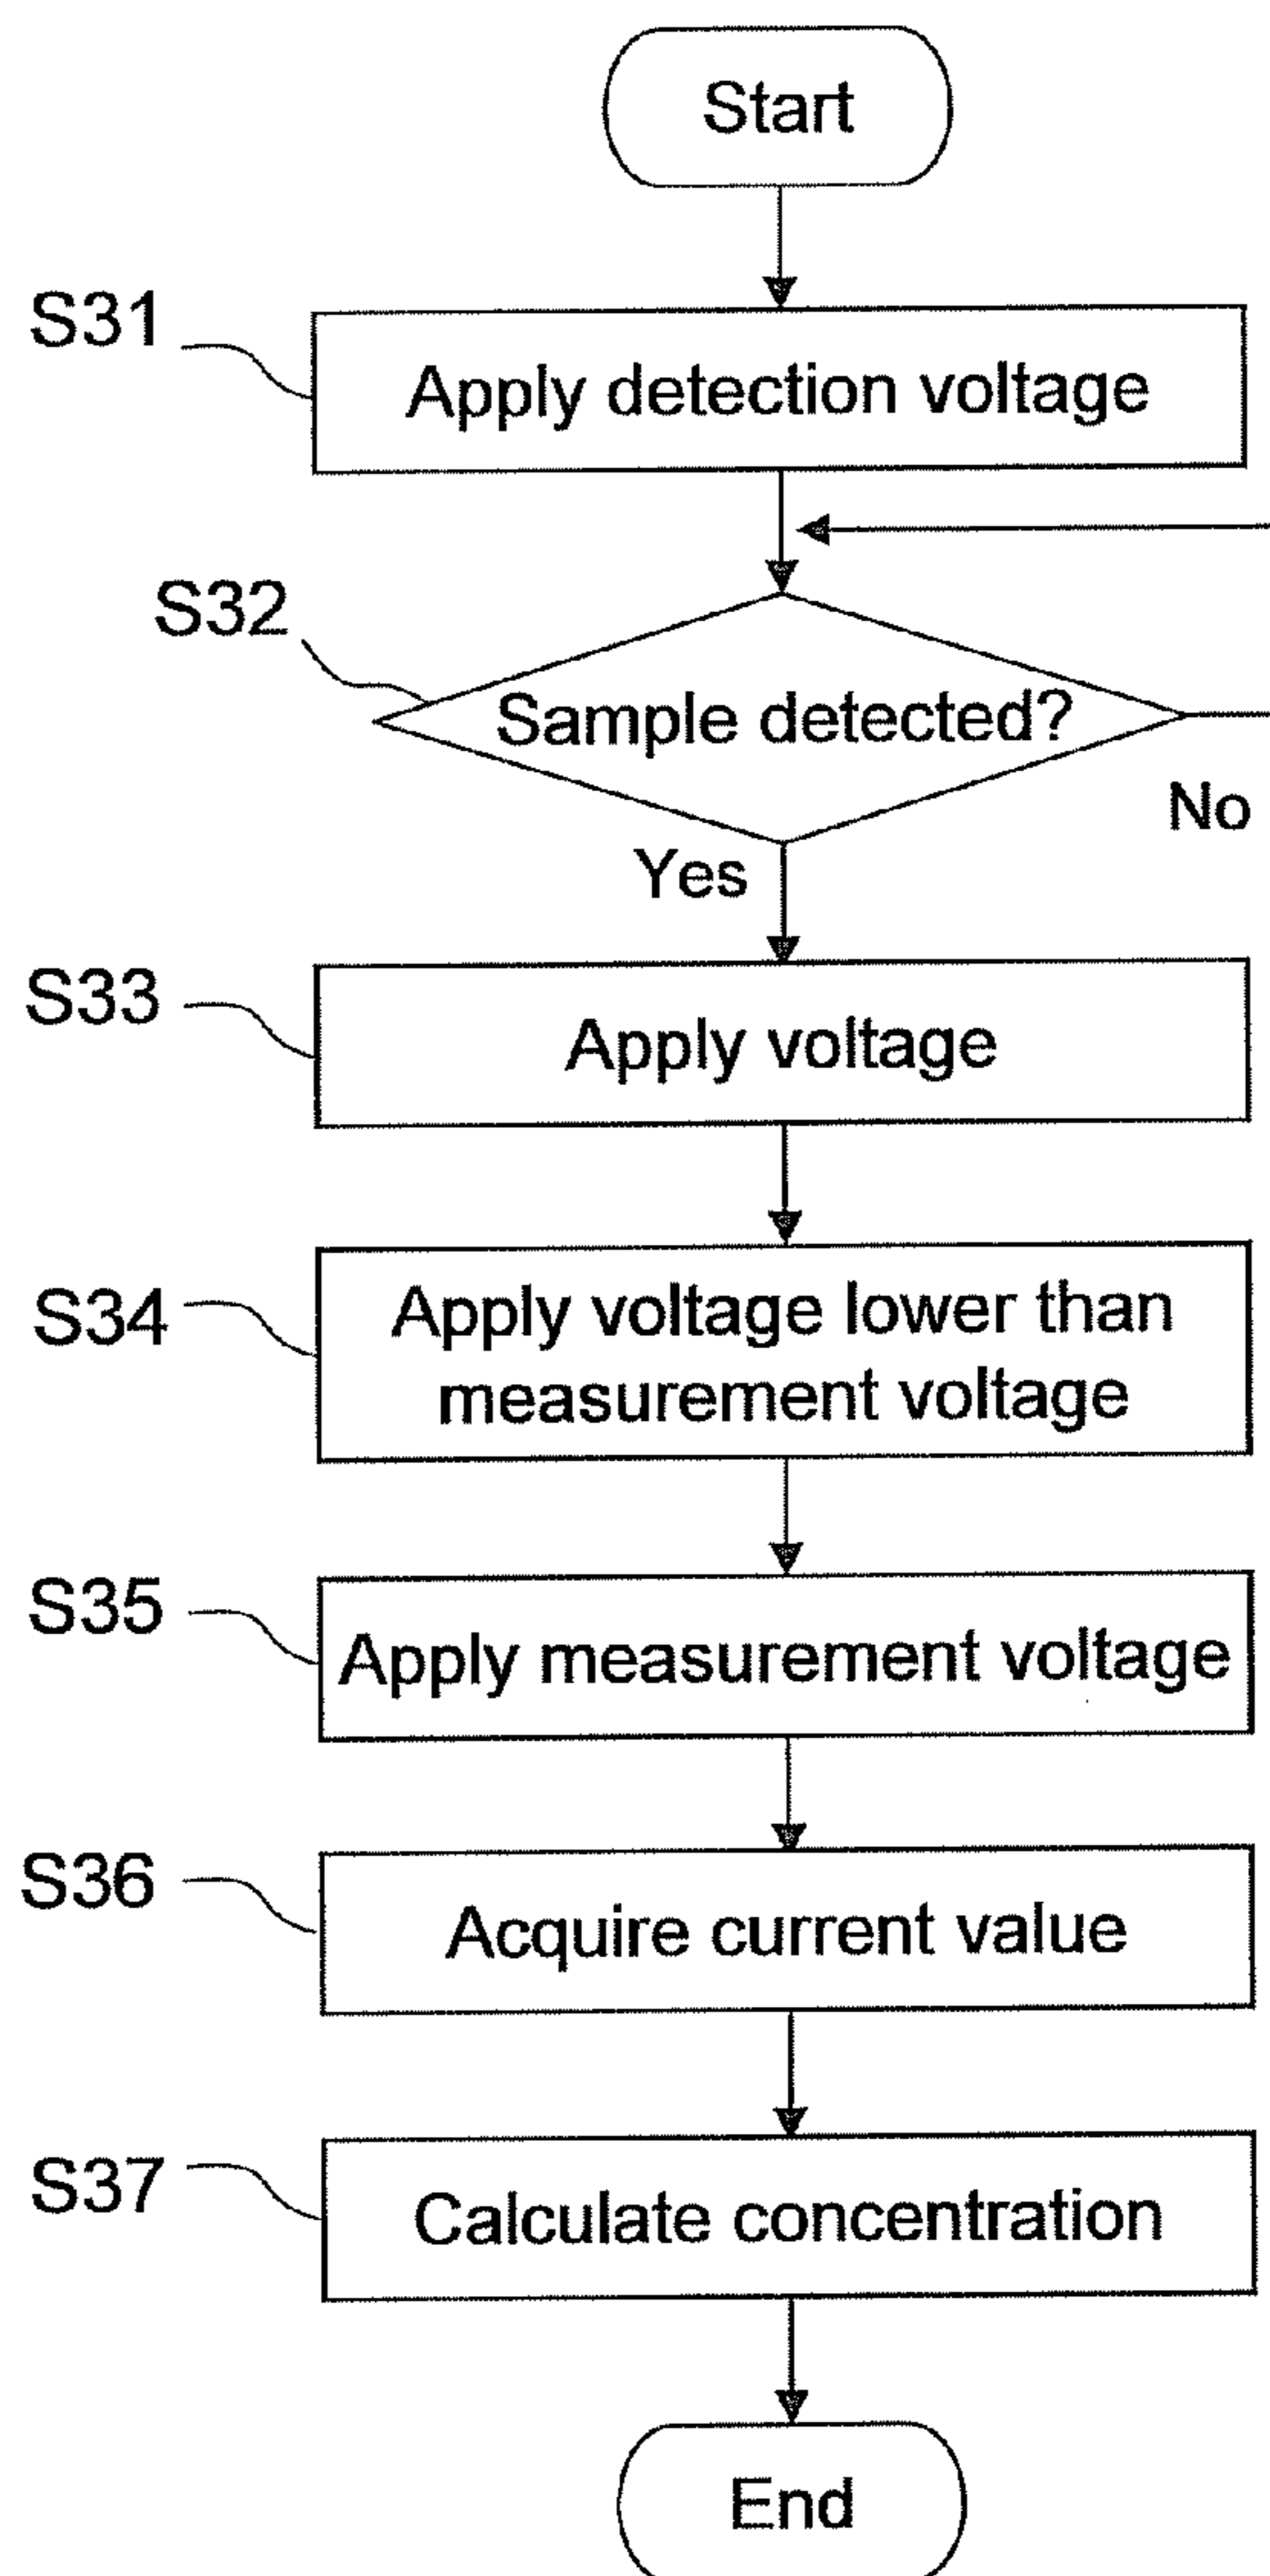 Start
S31
Apply detection voltage
S32
Sample detected?
No
Yes
S33
Apply voltage
S34
Apply voltage lower than
measurement voltage
S35
Apply measurement voltage
S36
Acquire current value
S37
Calculate concentration
End